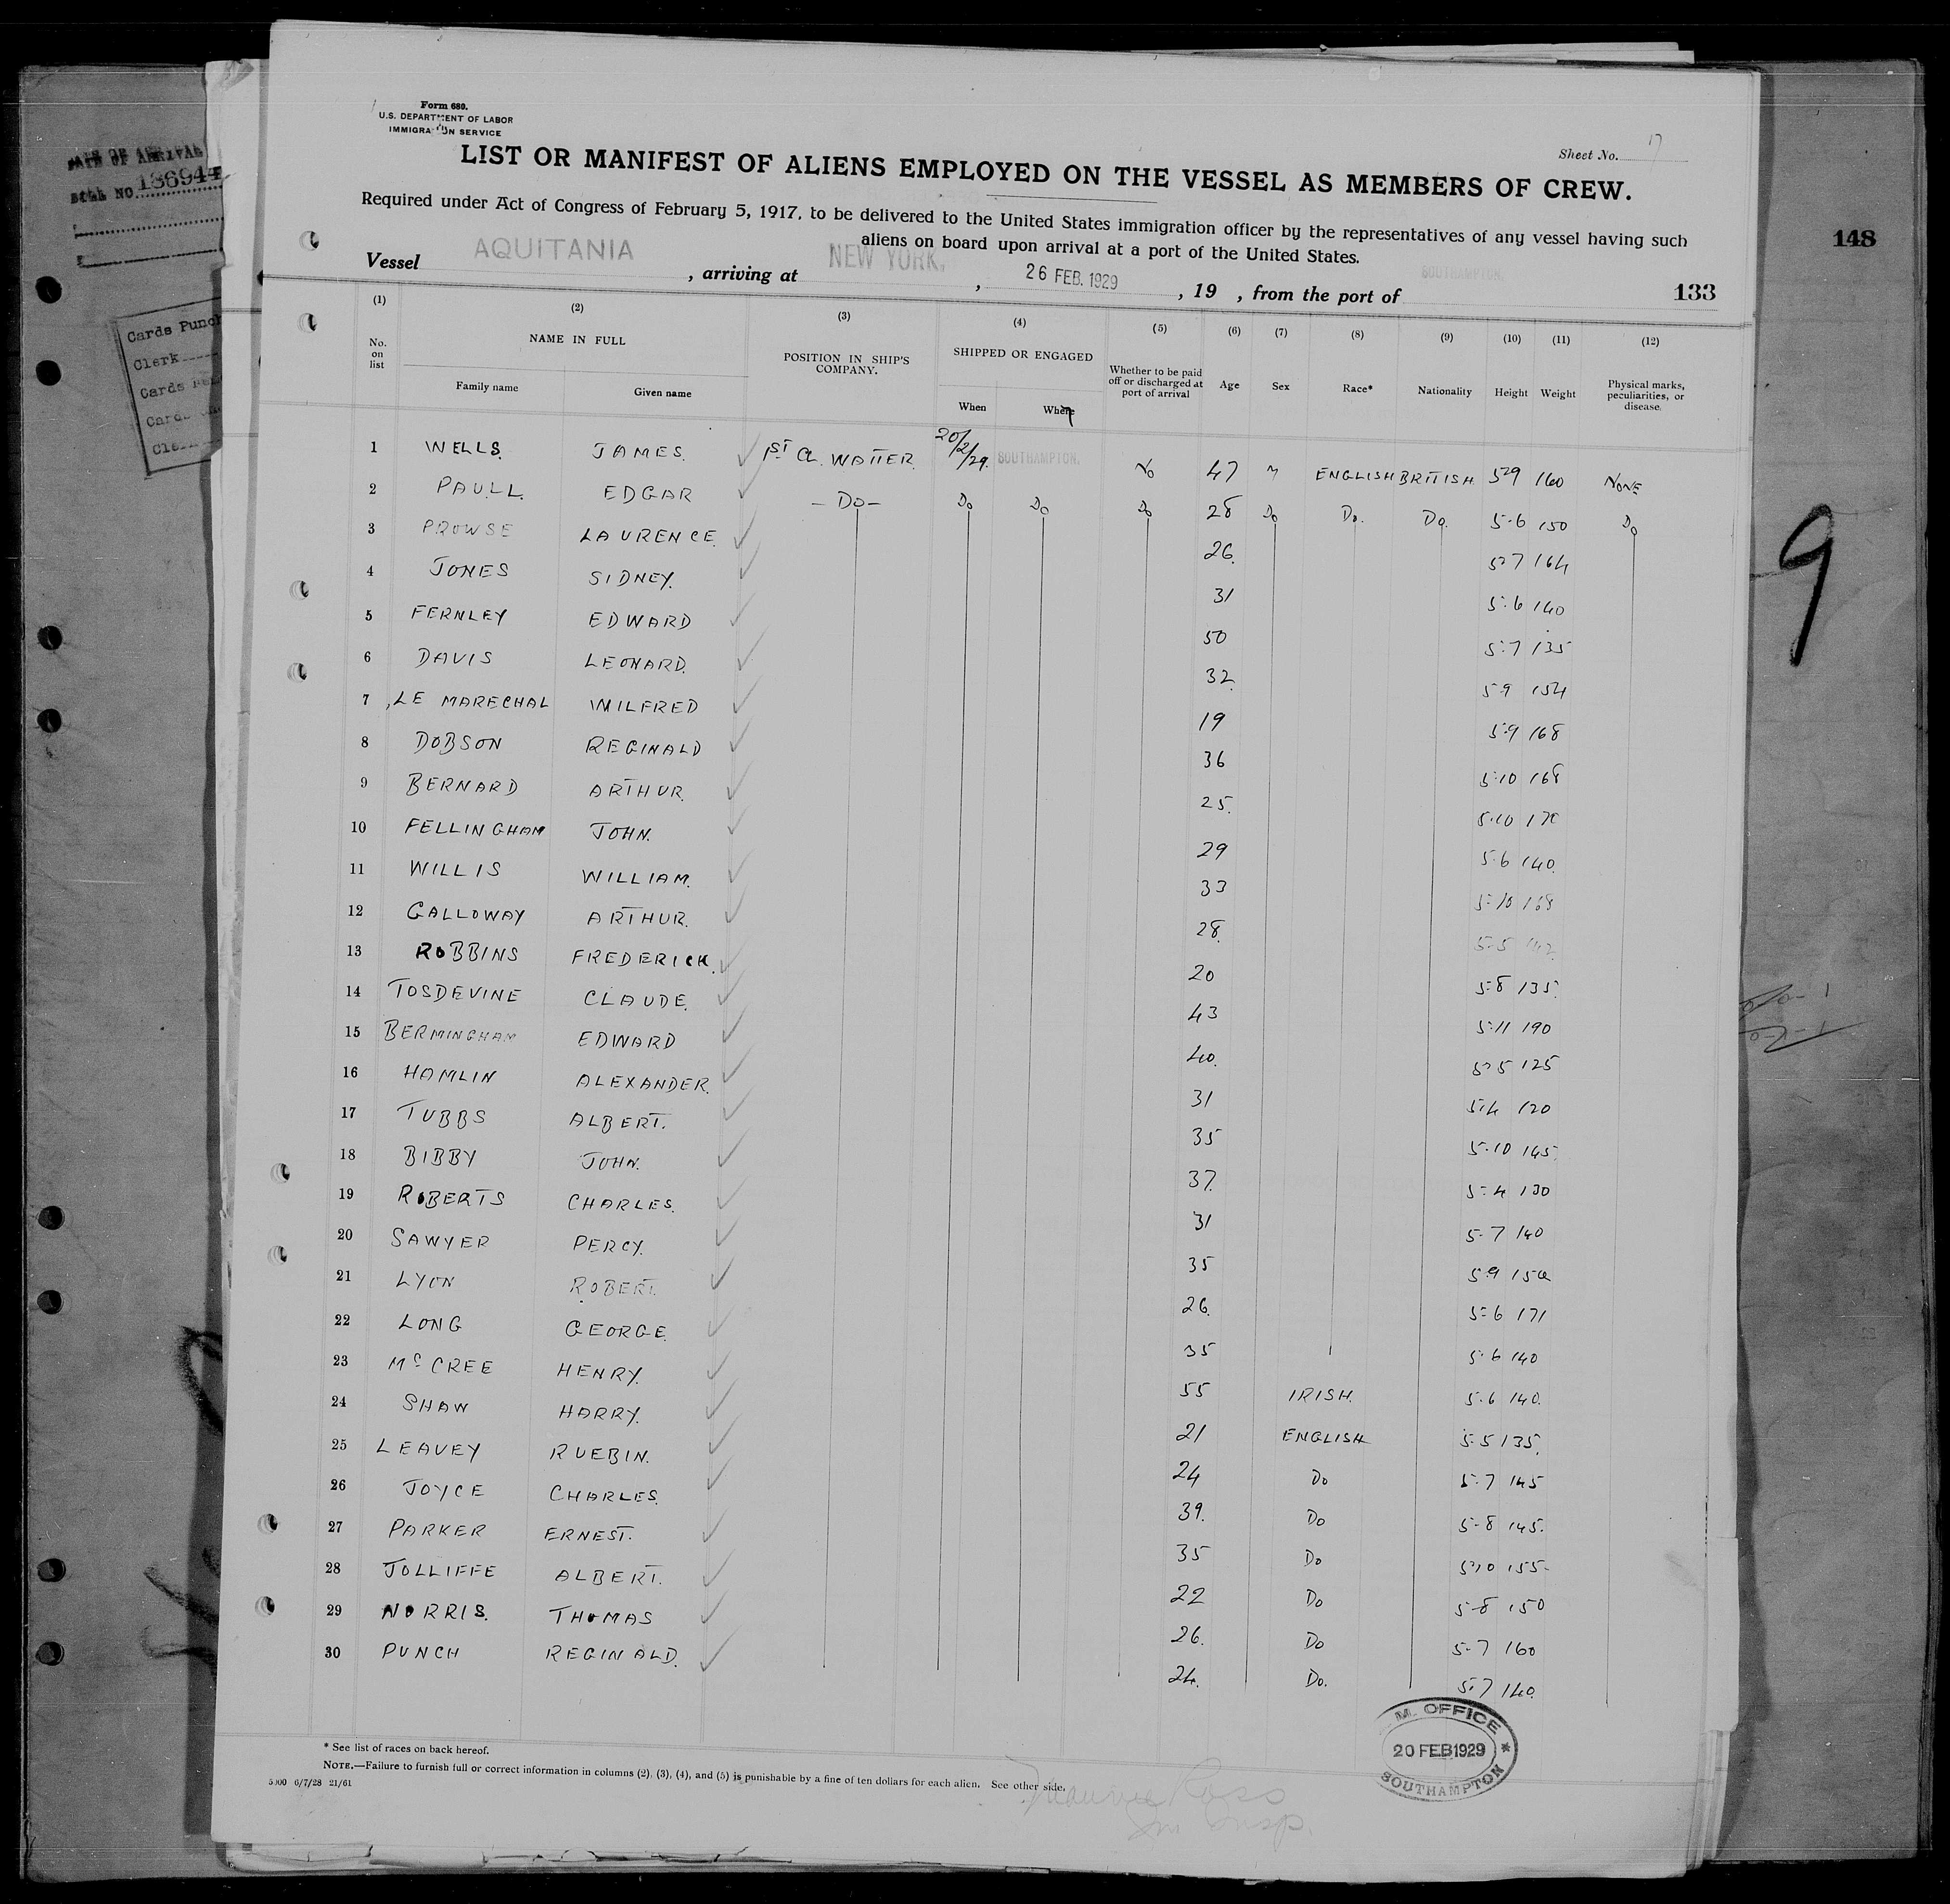 Form 680.
U.S. DEPARTMENT OF LABOR
IMMIGRATION SERVICE
Sheet No. 17
LIST OR MANIFEST OF ALIENS EMPLOYED ON THE VESSEL AS MEMBERS OF CREW.
Required under Act of Congress of February 5, 1917, to be delivered to the United States immigration officer by the representatives of any vessel having such
aliens on board upon arrival at a port of the United States.
Vessel AQUITANIA, arriving at NEW YORK, 26 FEB. 1929, 19 , from the port of SOUTHAMPTON.
133
148
9
186944
Cards Punch
Clerk
(1) (2) (3) (4) (5) (6) (7) (8) (9) (10) (11) (12)
No. on list NAME IN FULL POSITION IN SHIP'S COMPANY. SHIPPED OR ENGAGED Whether to be paid off or discharged at port of arrival Age Sex Race* Nationality Height Weight Physical marks, peculiarities, or disease.
Family name Given name When Where
1 WELLS. JAMES. 1ST CL. WAITER. 20/2/29. SOUTHAMPTON. No 47 M ENGLISH BRITISH 5-9 160 NONE
2 PAULL. EDGAR - Do - Do Do Do 28 Do Do. Do. 5-6 150 Do
3 PROWSE LAURENCE. 26. 5-7 164
4 JONES SIDNEY. 31 5-6 140
5 FERNLEY EDWARD 50 5-7 135
6 DAVIS LEONARD. 32. 5-9 154
7 LE MARECHAL WILFRED 19 5-9 168
8 DOBSON REGINALD 36 5-10 168
9 BERNARD ARTHUR. 25. 5-10 170
10 FELLINGHAM JOHN. 29 5-6 140.
11 WILLIS WILLIAM. 33 5-10 168
12 GALLOWAY ARTHUR. 28. 5-5 142
13 ROBBINS FREDERICK. 20 5-8 135.
14 TOSDEVINE CLAUDE. 43 5-11 190
15 BERMINGHAM EDWARD 40. 5-5 125
16 HAMLIN ALEXANDER. 31 5-4 120
17 TUBBS ALBERT. 35 5-10 145.
18 BIBBY JOHN. 37. 5-4 130
19 ROBERTS CHARLES. 31 5-7 140
20 SAWYER PERCY. 35 5-9 150
21 LYON ROBERT. 26. 5-6 171
22 LONG GEORGE. 35 5-6 140
23 McCREE HENRY. 55 IRISH. 5-6 140.
24 SHAW HARRY. 21 ENGLISH 5-5 135.
25 LEAVEY RUEBIN. 24 Do 5-7 145
26 JOYCE CHARLES. 39. Do 5-8 145.
27 PARKER ERNEST. 35 Do 5-10 155-
28 JOLLIFFE ALBERT. 22 Do 5-8 150
29 NORRIS. THOMAS 26. Do 5-7 160
30 PUNCH REGINALD. 24. Do. 5-7 140.
M. OFFICE
20 FEB 1929
SOUTHAMPTON
* See list of races on back hereof.
NOTE.—Failure to furnish full or correct information in columns (2), (3), (4), and (5) is punishable by a fine of ten dollars for each alien. See other side.
5000 6/7/28 21/61